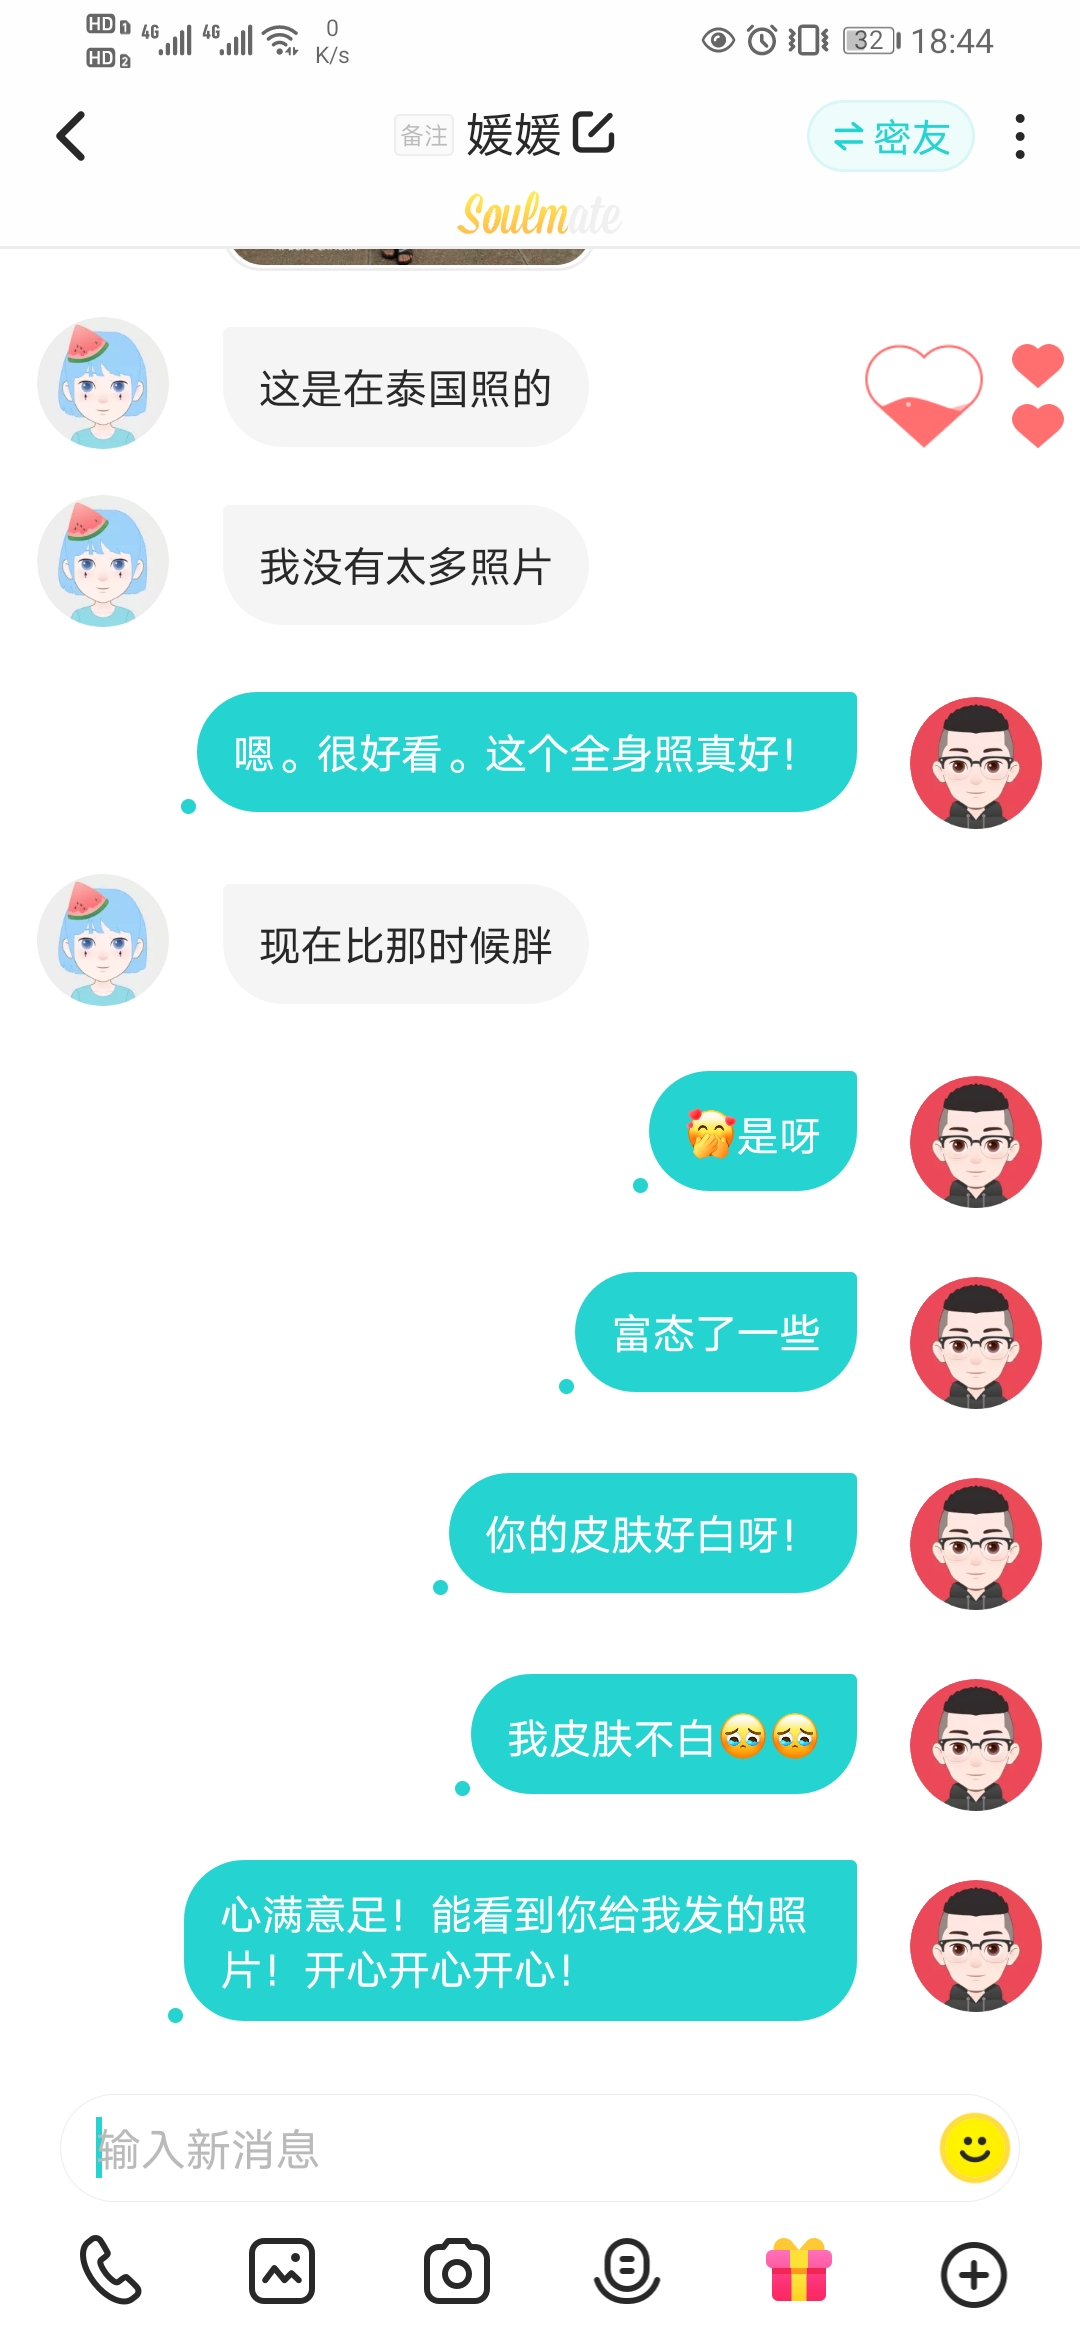 HD 1 4G 4G 0
HD 2 K/s
32 18:44
备注 媛媛 密友
Soulmate
这是在泰国照的
我没有太多照片
嗯。很好看。这个全身照真好！
现在比那时候胖
🥰🤭是呀
富态了一些
你的皮肤好白呀！
我皮肤不白🥹🥹
心满意足！能看到你给我发的照
片！开心开心开心！
输入新消息